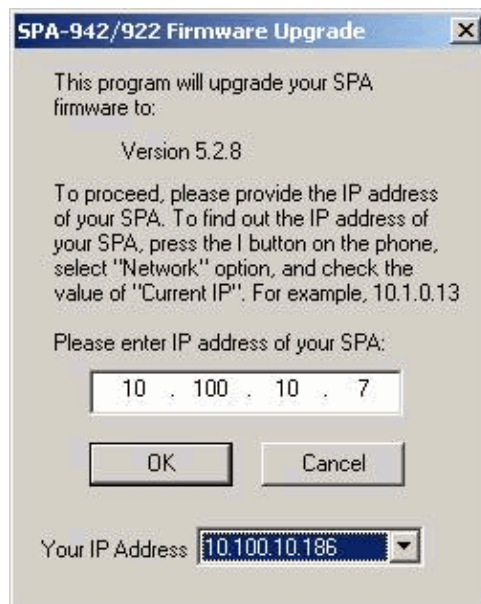 SPA-942/922 Firmware Upgrade
This program will upgrade your SPA
firmware to:
Version 5.2.8
To proceed, please provide the IP address
of your SPA. To find out the IP address of
your SPA, press the I button on the phone,
select "Network" option, and check the
value of "Current IP". For example, 10.1.0.13
Please enter IP address of your SPA:
10 . 100 . 10 . 7
OK Cancel
Your IP Address 10.100.10.186